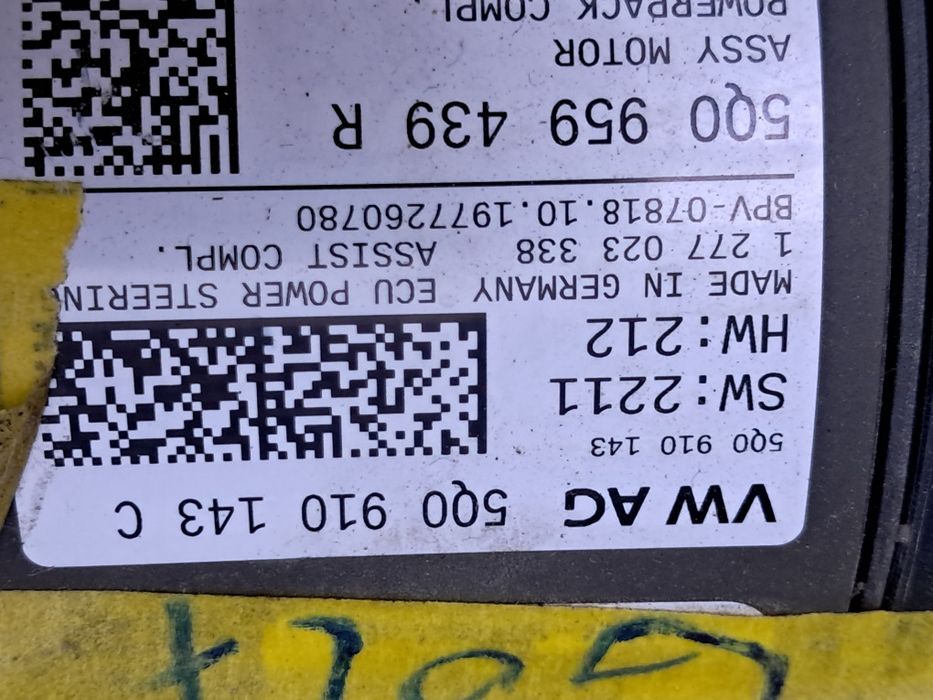 VW AG 5Q0 910 143 C
5Q0 910 143
SW:2211
HW:212
MADE IN GERMANY ECU POWER STEERIN
1 277 023 338 ASSIST COMPL.
BPV-07818.10.1977260780
5Q0 959 439 R
ASSY MOTOR
POWERPACK COMPL